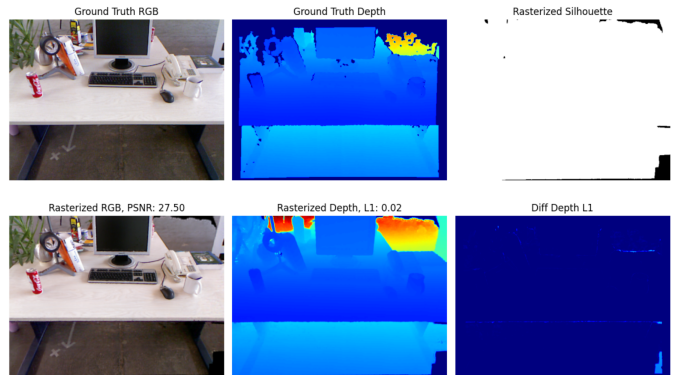 Ground Truth RGB
Ground Truth Depth
Rasterized Silhouette
Rasterized RGB, PSNR: 27.50
Rasterized Depth, L1: 0.02
Diff Depth L1